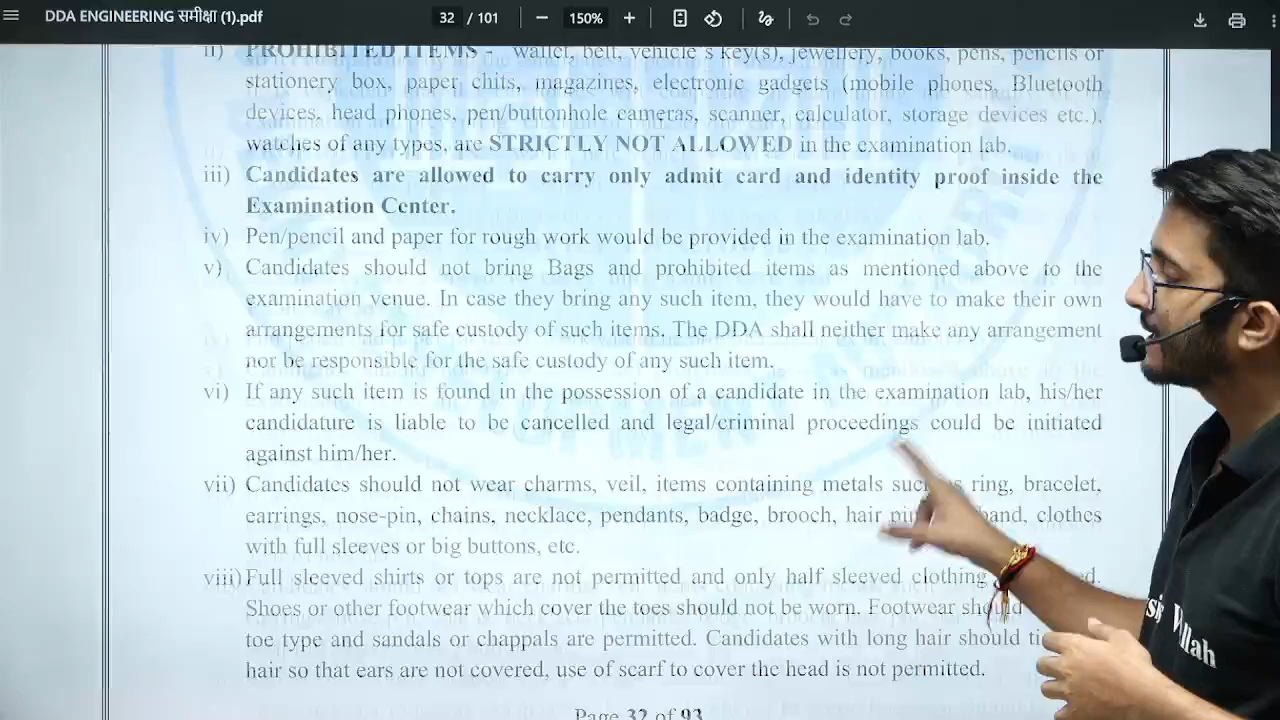 DDA ENGINEERING समीक्षा (1).pdf
32 / 101
150%
ii) PROHIBITED ITEMS - wallet, belt, vehicle's key(s), jewellery, books, pens, pencils or
stationery box, paper chits, magazines, electronic gadgets (mobile phones, Bluetooth
devices, head phones, pen/buttonhole cameras, scanner, calculator, storage devices etc.),
watches of any types, are STRICTLY NOT ALLOWED in the examination lab.
iii) Candidates are allowed to carry only admit card and identity proof inside the
Examination Center.
iv) Pen/pencil and paper for rough work would be provided in the examination lab.
v) Candidates should not bring Bags and prohibited items as mentioned above to the
examination venue. In case they bring any such item, they would have to make their own
arrangements for safe custody of such items. The DDA shall neither make any arrangement
nor be responsible for the safe custody of any such item.
vi) If any such item is found in the possession of a candidate in the examination lab, his/her
candidature is liable to be cancelled and legal/criminal proceedings could be initiated
against him/her.
vii) Candidates should not wear charms, veil, items containing metals such as ring, bracelet,
earrings, nose-pin, chains, necklace, pendants, badge, brooch, hair pin, band, clothes
with full sleeves or big buttons, etc.
viii) Full sleeved shirts or tops are not permitted and only half sleeved clothing
Shoes or other footwear which cover the toes should not be worn. Footwear should
toe type and sandals or chappals are permitted. Candidates with long hair should
hair so that ears are not covered, use of scarf to cover the head is not permitted.
Page 32 of 93